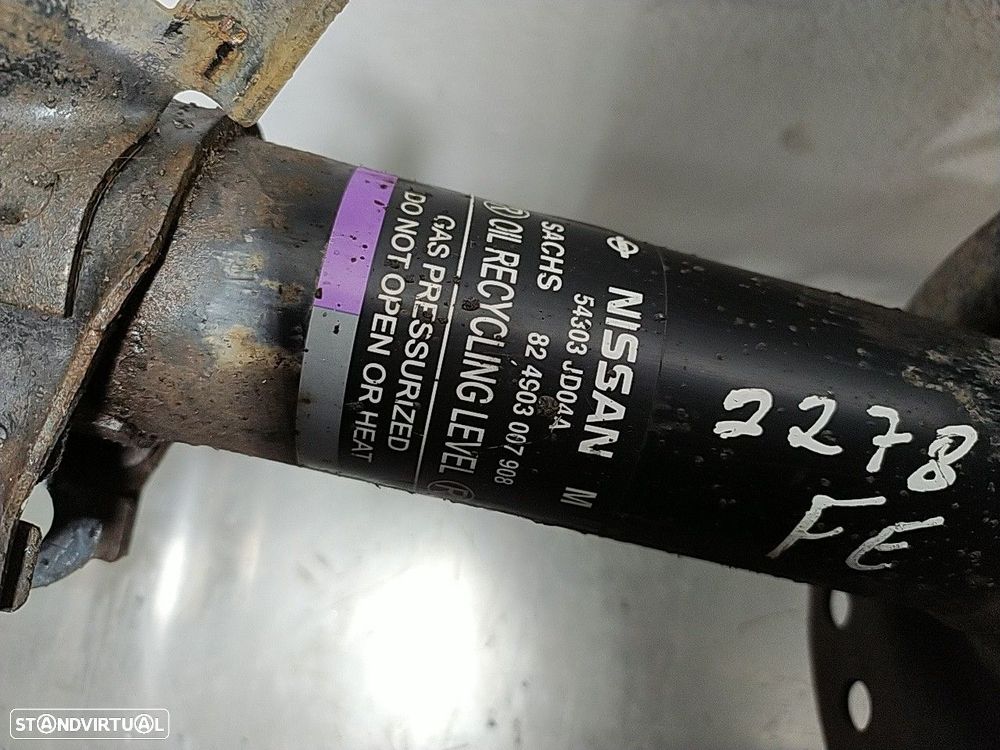 NISSAN M
54303 JD04A
SACHS 82 4903 007 908
OIL RECYCLING LEVEL
GAS PRESSURIZED
DO NOT OPEN OR HEAT
2278
FE
STANDVIRTUAL